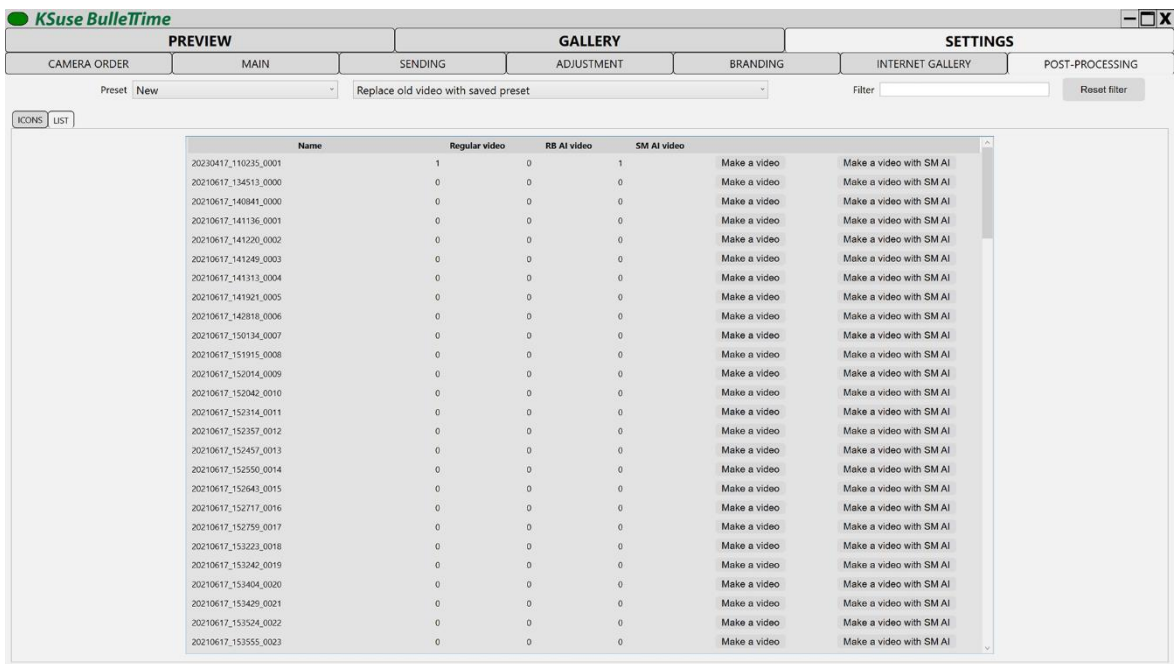 KSuse BulleTTime
PREVIEW GALLERY SETTINGS
CAMERA ORDER MAIN SENDING ADJUSTMENT BRANDING INTERNET GALLERY POST-PROCESSING
Preset New Replace old video with saved preset Filter Reset filter
ICONS LIST
Name Regular video RB AI video SM AI video
20230417_110235_0001 1 0 1 Make a video Make a video with SM AI
20210617_134513_0000 0 0 0 Make a video Make a video with SM AI
20210617_140841_0000 0 0 0 Make a video Make a video with SM AI
20210617_141136_0001 0 0 0 Make a video Make a video with SM AI
20210617_141220_0002 0 0 0 Make a video Make a video with SM AI
20210617_141249_0003 0 0 0 Make a video Make a video with SM AI
20210617_141313_0004 0 0 0 Make a video Make a video with SM AI
20210617_141921_0005 0 0 0 Make a video Make a video with SM AI
20210617_142818_0006 0 0 0 Make a video Make a video with SM AI
20210617_150134_0007 0 0 0 Make a video Make a video with SM AI
20210617_151915_0008 0 0 0 Make a video Make a video with SM AI
20210617_152014_0009 0 0 0 Make a video Make a video with SM AI
20210617_152042_0010 0 0 0 Make a video Make a video with SM AI
20210617_152314_0011 0 0 0 Make a video Make a video with SM AI
20210617_152357_0012 0 0 0 Make a video Make a video with SM AI
20210617_152457_0013 0 0 0 Make a video Make a video with SM AI
20210617_152550_0014 0 0 0 Make a video Make a video with SM AI
20210617_152643_0015 0 0 0 Make a video Make a video with SM AI
20210617_152717_0016 0 0 0 Make a video Make a video with SM AI
20210617_152759_0017 0 0 0 Make a video Make a video with SM AI
20210617_153223_0018 0 0 0 Make a video Make a video with SM AI
20210617_153242_0019 0 0 0 Make a video Make a video with SM AI
20210617_153404_0020 0 0 0 Make a video Make a video with SM AI
20210617_153429_0021 0 0 0 Make a video Make a video with SM AI
20210617_153524_0022 0 0 0 Make a video Make a video with SM AI
20210617_153555_0023 0 0 0 Make a video Make a video with SM AI